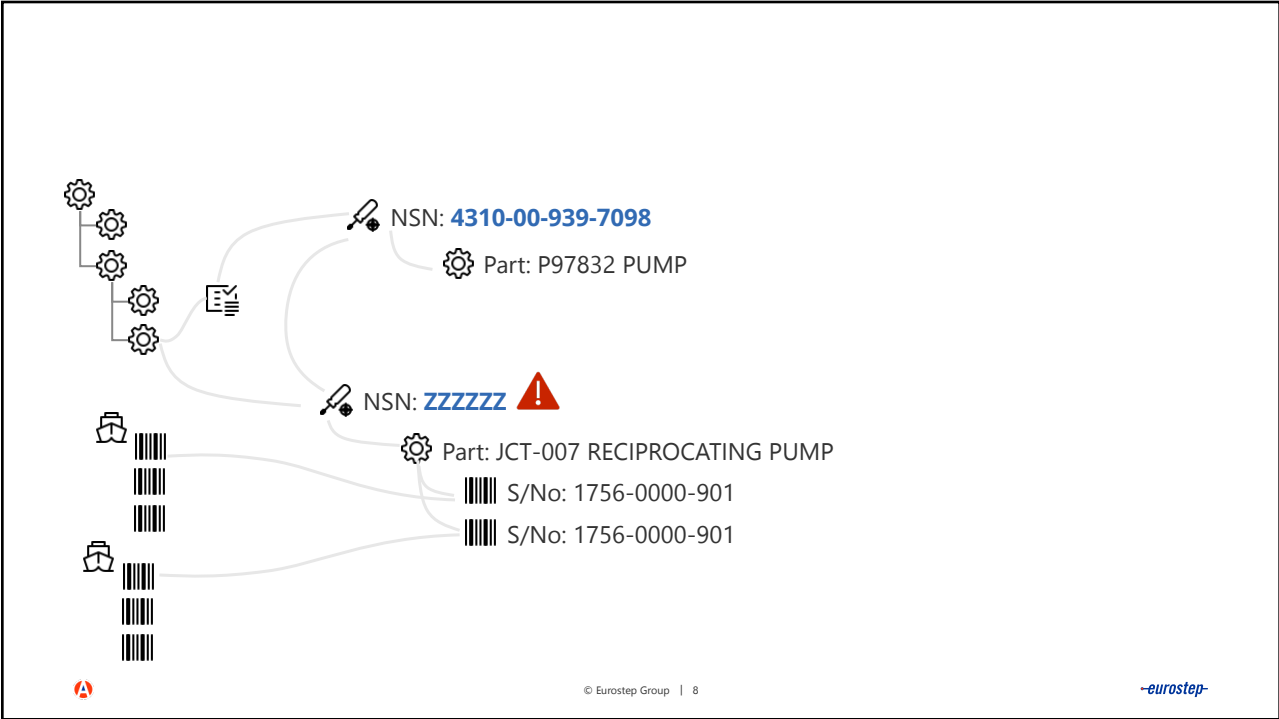 NSN: 4310-00-939-7098
Part: P97832 PUMP
NSN: ZZZZZZ
Part: JCT-007 RECIPROCATING PUMP
S/No: 1756-0000-901
S/No: 1756-0000-901
© Eurostep Group | 8
eurostep